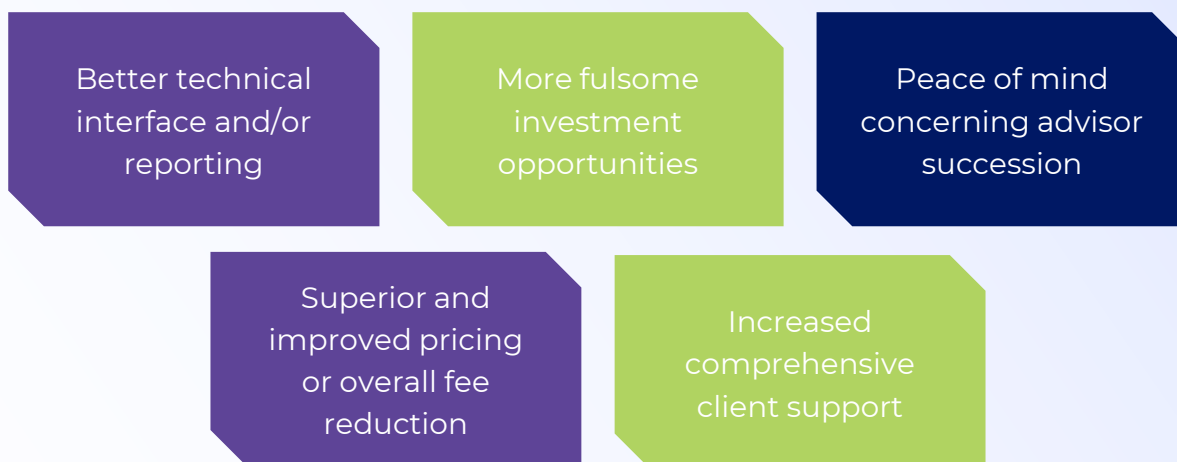 Better technical
interface and/or
reporting
More fulsome
investment
opportunities
Peace of mind
concerning advisor
succession
Superior and
improved pricing
or overall fee
reduction
Increased
comprehensive
client support